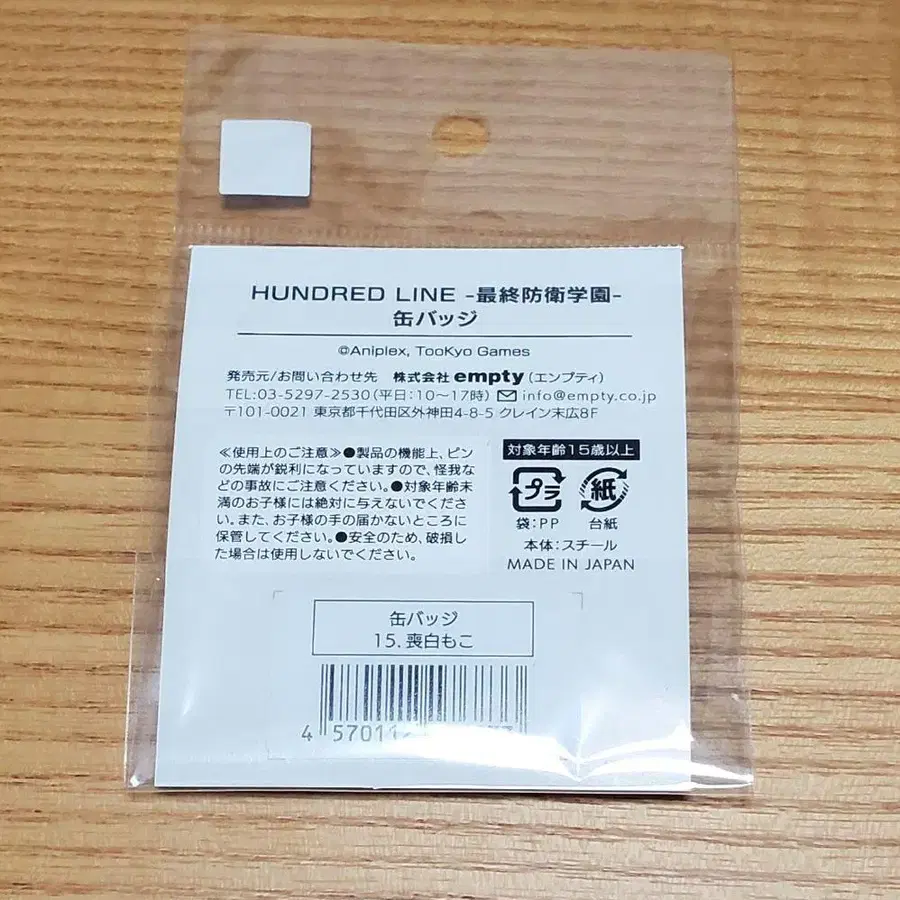 HUNDRED LINE -最終防衛学園-
缶バッジ
©Aniplex, TooKyo Games
発売元/お問い合わせ先 株式会社empty(エンプティ)
TEL:03-5297-2530(平日:10〜17時) info@empty.co.jp
〒101-0021 東京都千代田区外神田4-8-5 クレイン末広8F
≪使用上のご注意≫●製品の機能上、ピン
の先端が鋭利になっていますので、怪我な
どの事故にご注意ください。●対象年齢未
満のお子様には絶対に与えないでくださ
い。また、お子様の手の届かないところに
保管してください。●安全のため、破損し
た場合は使用しないでください。
対象年齢15歳以上
プラ
紙
袋:PP
台紙
本体:スチール
MADE IN JAPAN
缶バッジ
15.喪白もこ
4 57011